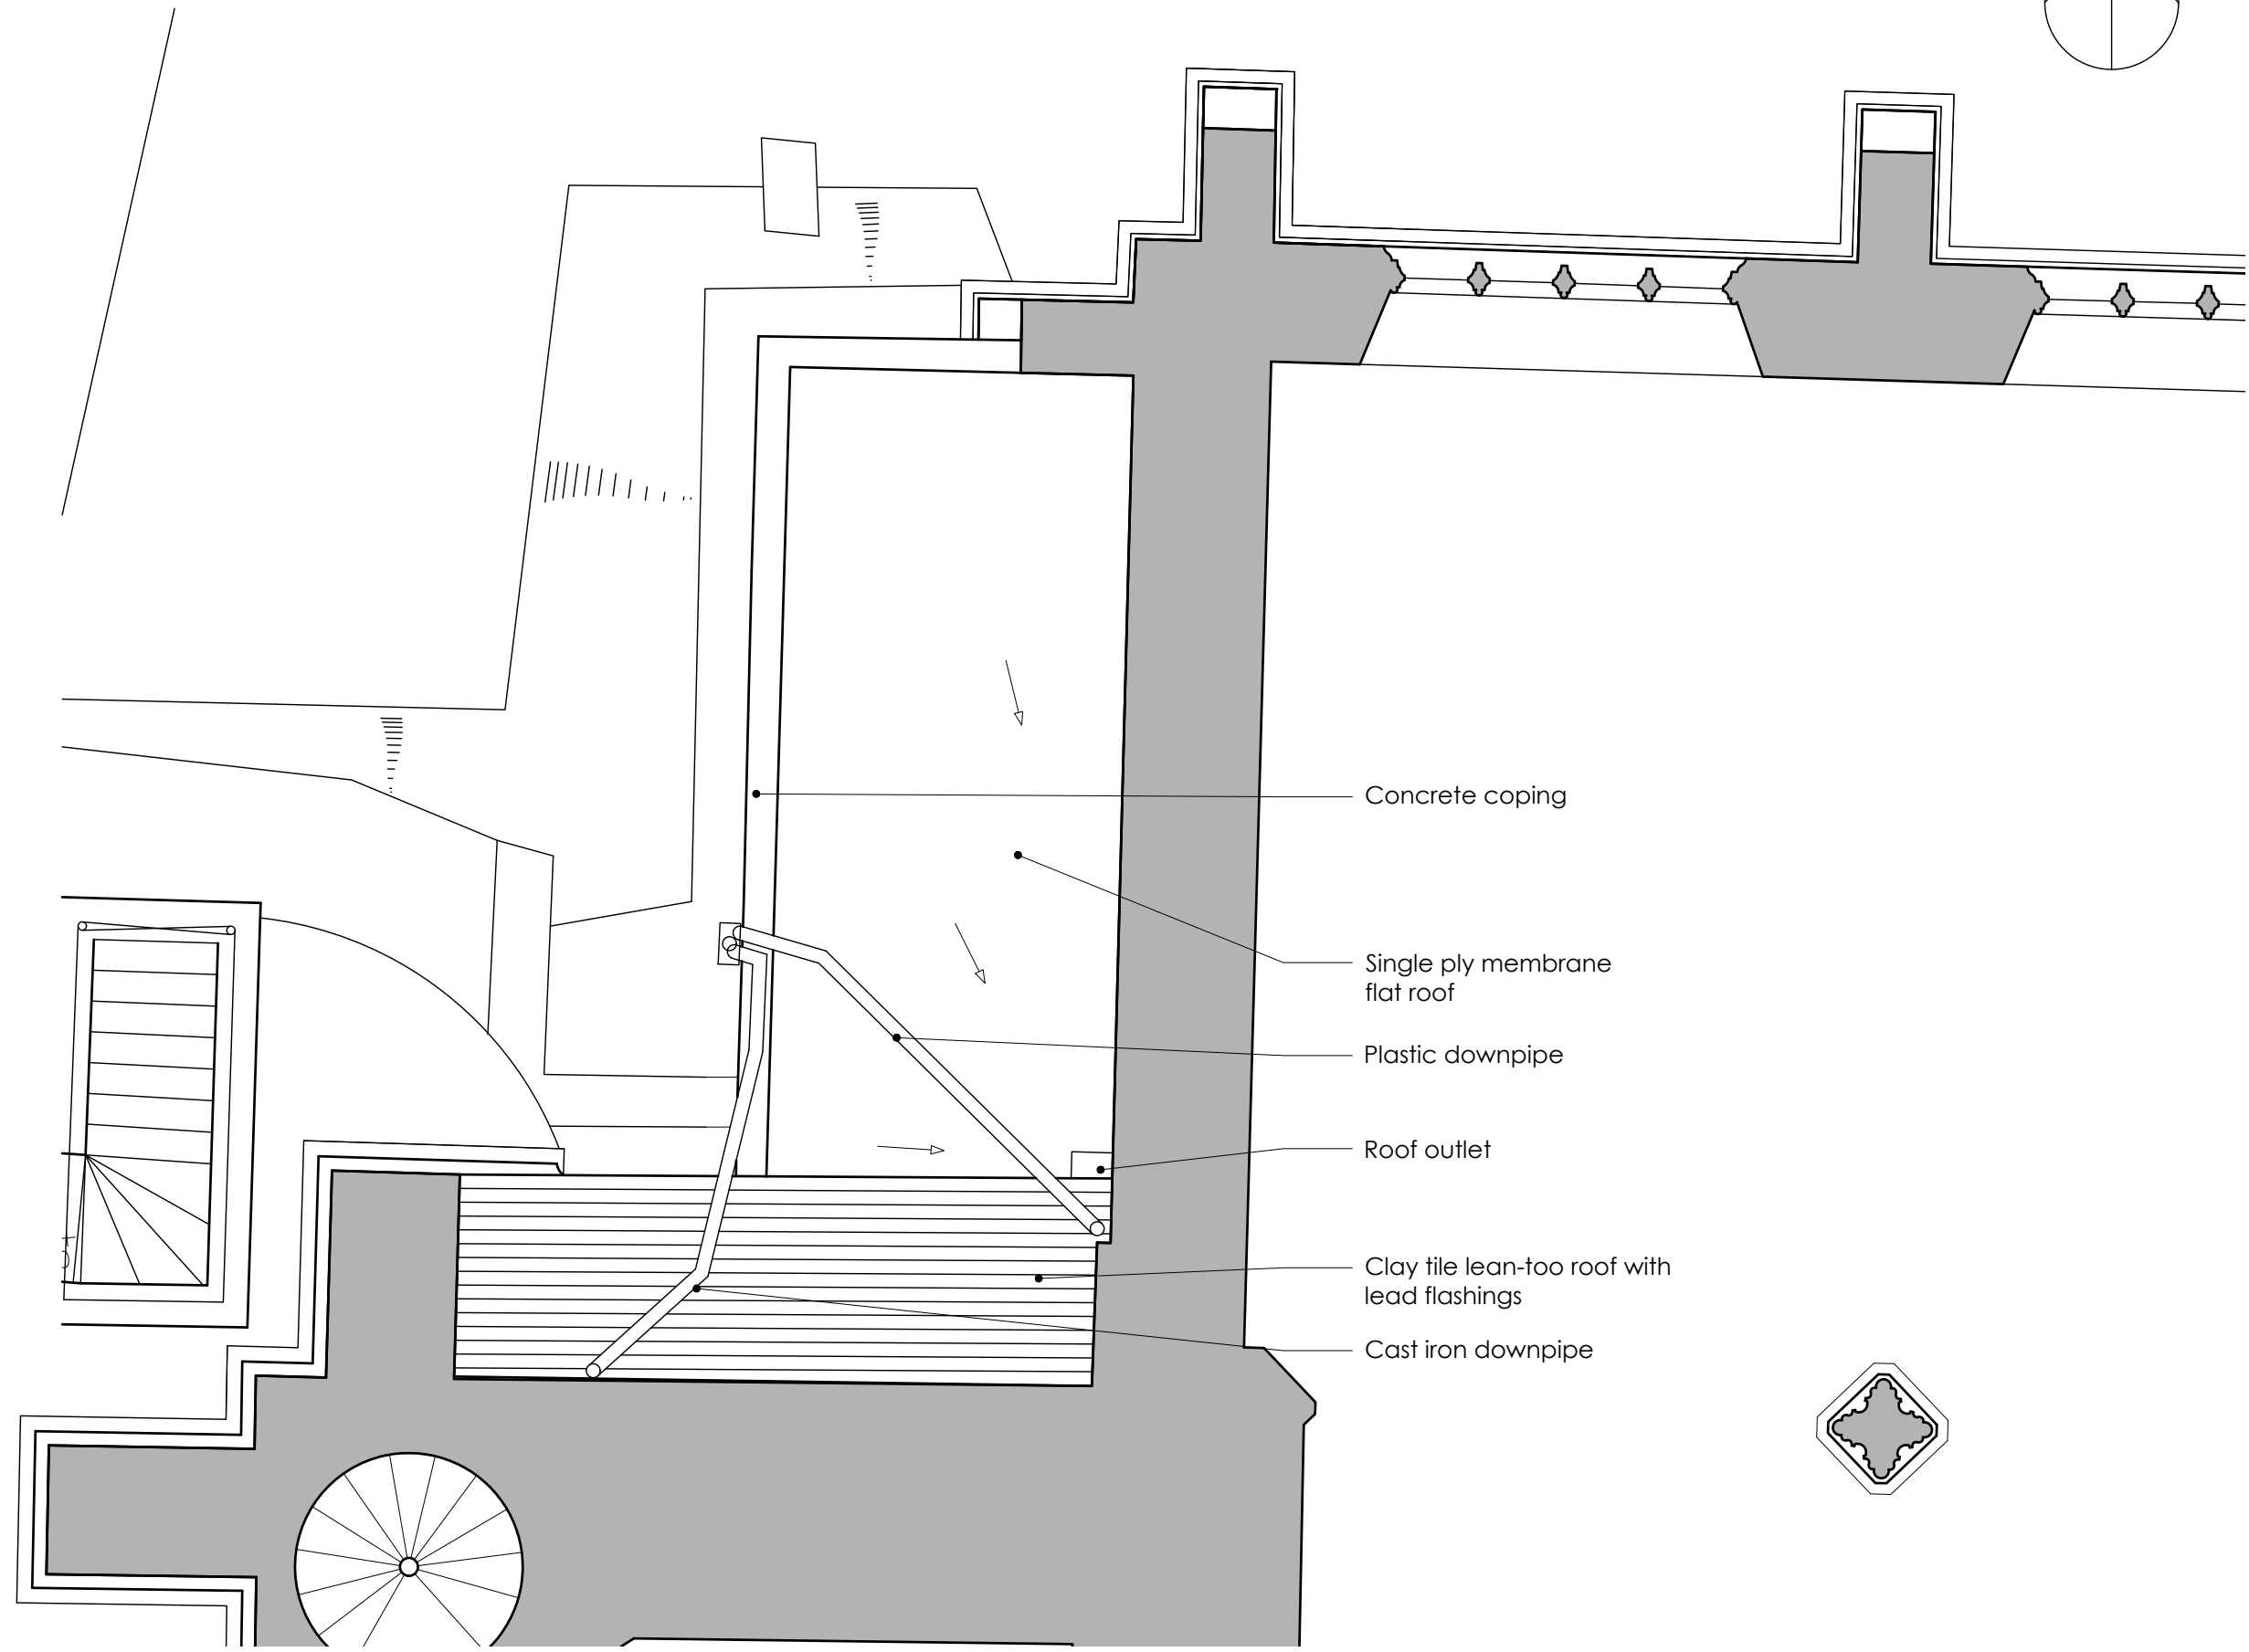 Concrete coping
Single ply membrane
flat roof
Plastic downpipe
Roof outlet
Clay tile lean-too roof with
lead flashings
Cast iron downpipe